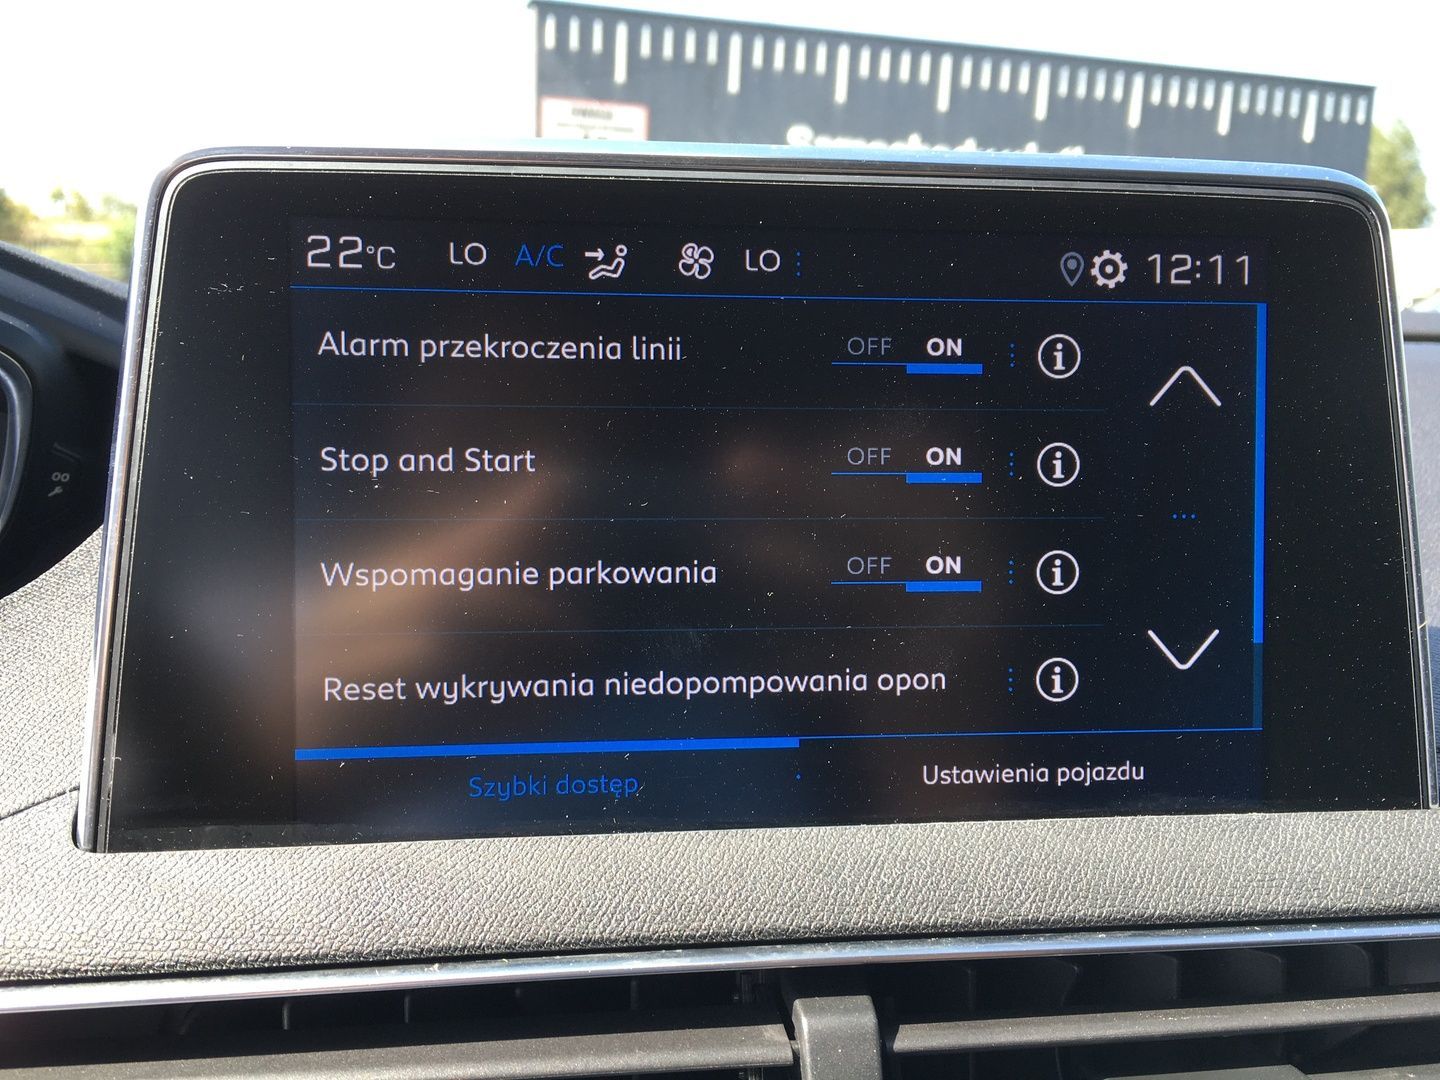 22°C LO A/C LO 12:11
Alarm przekroczenia linii OFF ON
Stop and Start OFF ON
Wspomaganie parkowania OFF ON
Reset wykrywania niedopompowania opon
Szybki dostęp Ustawienia pojazdu